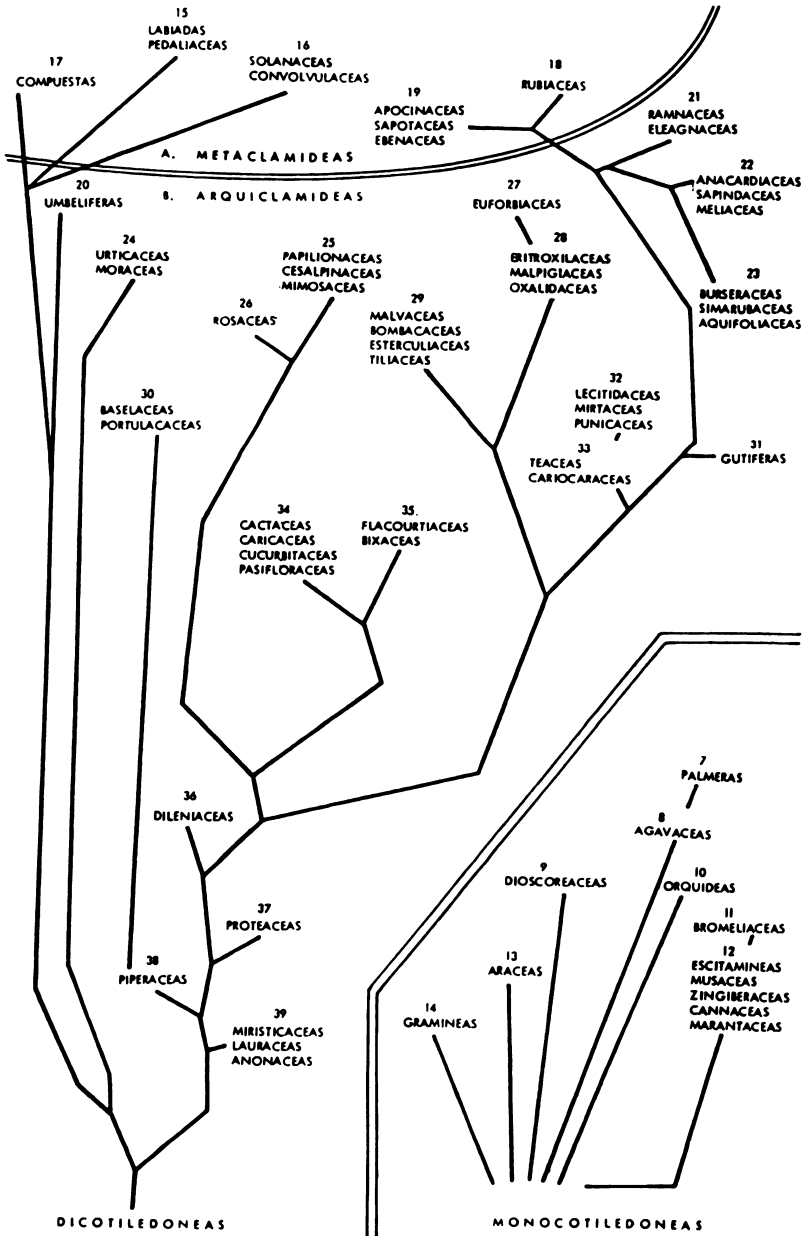 15
LABIADAS
PEDALIACEAS
16
SOLANACEAS
CONVOLVULACEAS
17
COMPUESTAS
18
RUBIACEAS
19
APOCINACEAS
SAPOTACEAS
EBENACEAS
21
RAMNACEAS
ELEAGNACEAS
A. METACLAMIDEAS
B. ARQUICLAMIDEAS
20
UMBELIFERAS
22
ANACARDIACEAS
SAPINDACEAS
MELIACEAS
27
EUFORBIACEAS
24
URTICACEAS
MORACEAS
25
PAPILIONACEAS
CESALPINACEAS
MIMOSACEAS
28
ERITROXILACEAS
MALPIGIACEAS
OXALIDACEAS
23
BURSERACEAS
SIMARUBACEAS
AQUIFOLIACEAS
26
ROSACEAS
29
MALVACEAS
BOMBACACEAS
ESTERCULIACEAS
TILIACEAS
30
BASELACEAS
PORTULACACEAS
32
LECITIDACEAS
MIRTACEAS
PUNICACEAS
33
TEACEAS
CARIOCARACEAS
31
GUTIFERAS
34
CACTACEAS
CARICACEAS
CUCURBITACEAS
PASIFLORACEAS
35.
FLACOURTIACEAS
BIXACEAS
36
DILENIACEAS
37
PROTEACEAS
38
PIPERACEAS
39
MIRISTICACEAS
LAURACEAS
ANONACEAS
DICOTILEDONEAS
7
PALMERAS
8
AGAVACEAS
9
DIOSCOREACEAS
10
ORQUIDEAS
11
BROMELIACEAS
12
ESCITAMINEAS
MUSACEAS
ZINGIBERACEAS
CANNACEAS
MARANTACEAS
13
ARACEAS
14
GRAMINEAS
MONOCOTILEDONEAS